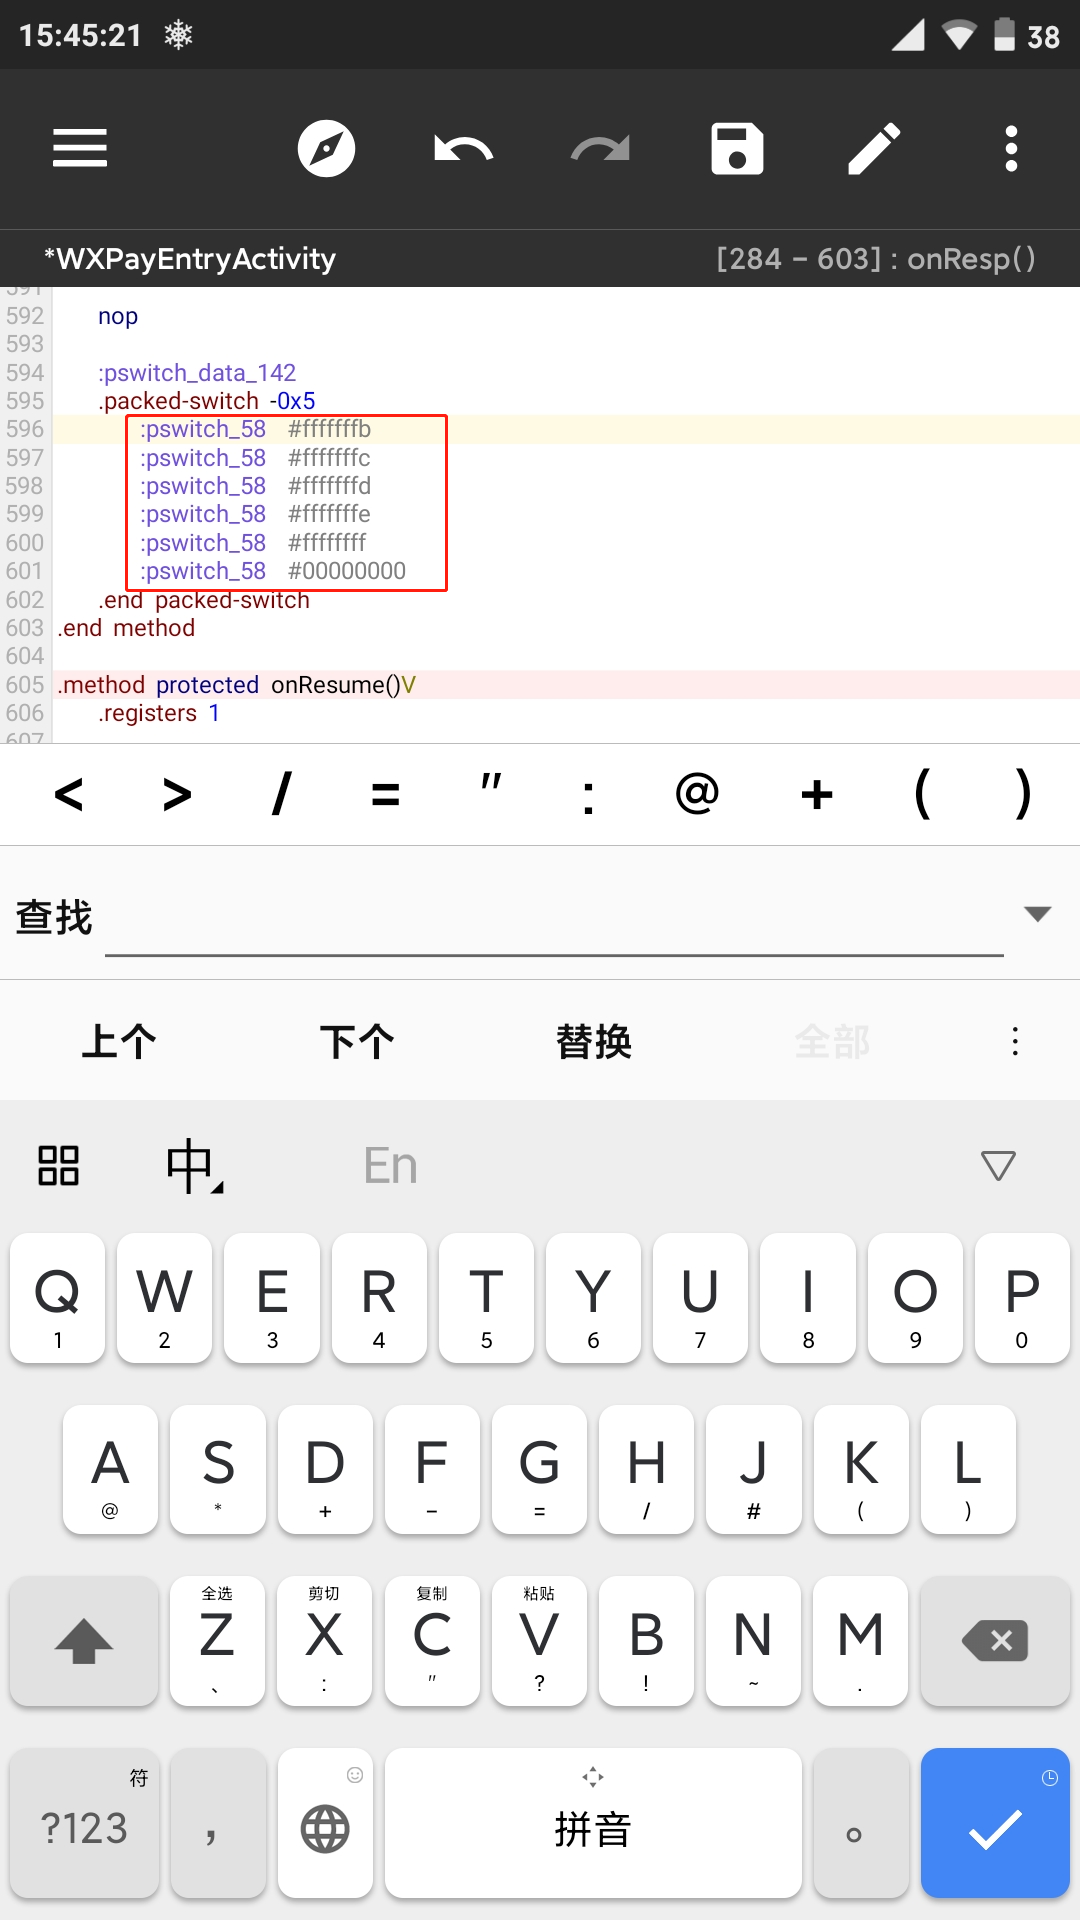 15:45:21 38
*WXPayEntryActivity [284 - 603] : onResp()
591
592 nop
593
594 :pswitch_data_142
595 .packed-switch -0x5
596 :pswitch_58 #fffffffb
597 :pswitch_58 #fffffffc
598 :pswitch_58 #fffffffd
599 :pswitch_58 #fffffffe
600 :pswitch_58 #ffffffff
601 :pswitch_58 #00000000
602 .end packed-switch
603 .end method
604
605 .method protected onResume()V
606 .registers 1
607
< > / = " : @ + ( )
查找
上个 下个 替换 全部
中 En
Q W E R T Y U I O P
1 2 3 4 5 6 7 8 9 0
A S D F G H J K L
@ * + - = / # ( )
全选 剪切 复制 粘贴
Z X C V B N M
、 : " ? ! ~ .
符
?123 , 拼音 。